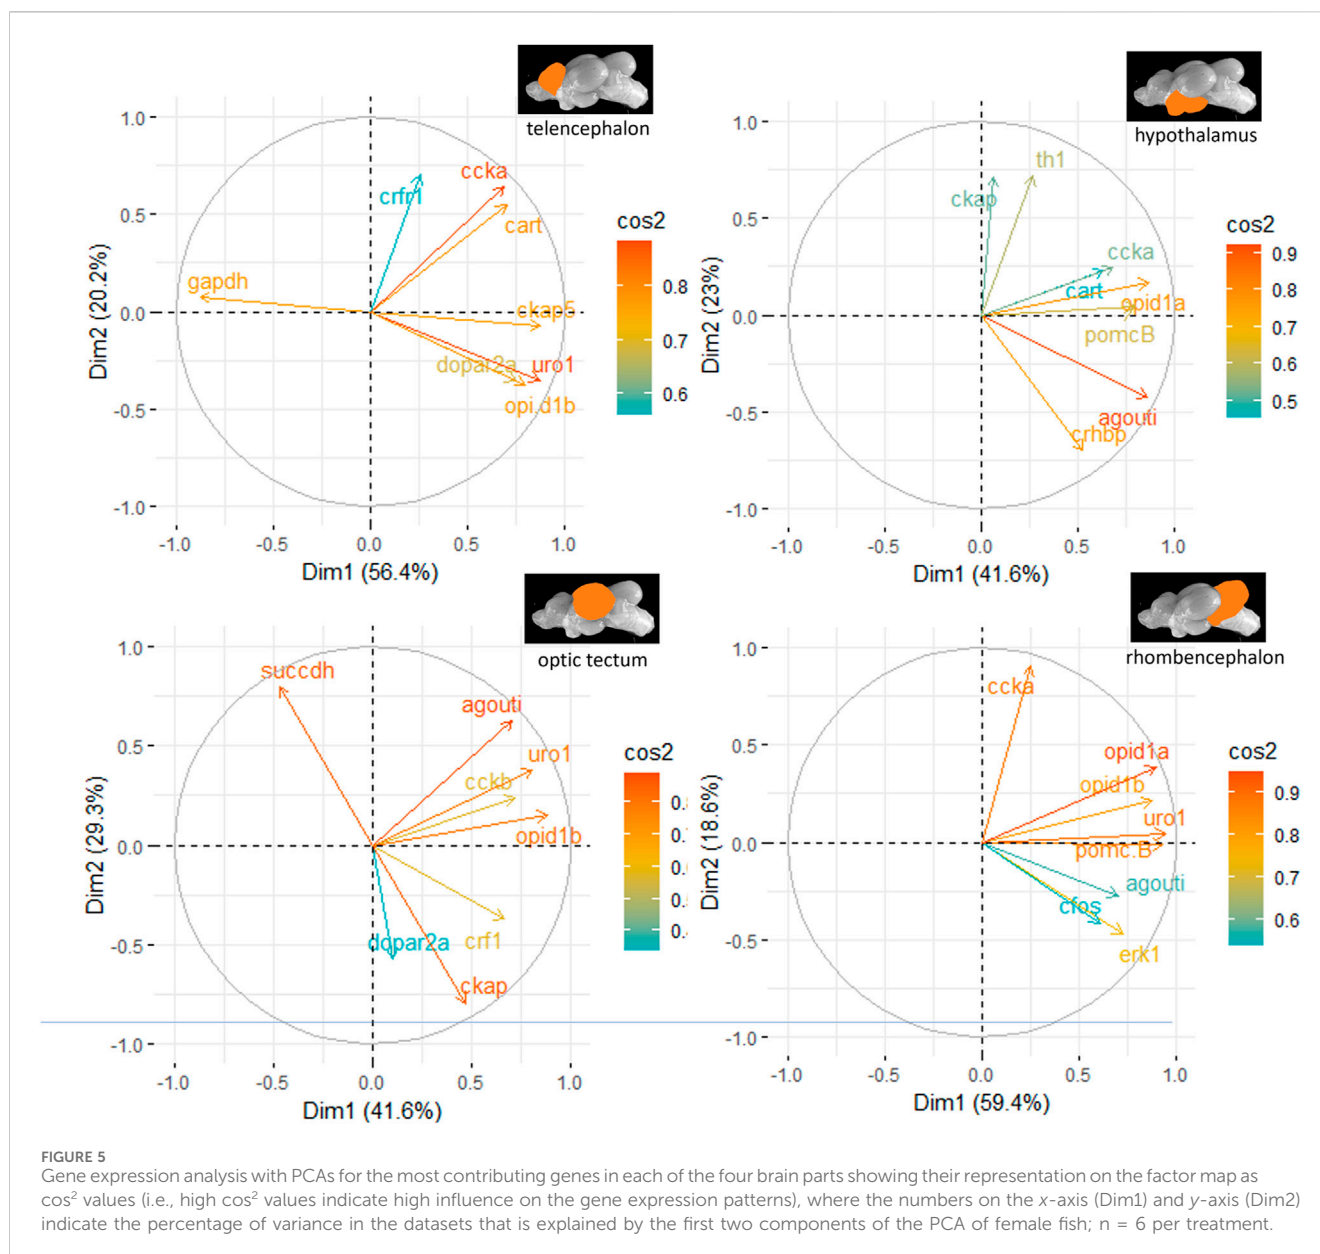 telencephalon
1.0
0.5
0.0
-0.5
-1.0
Dim2 (20.2%)
crfr1
ccka
cart
gapdh
ckap5
dopar2a
uro1
opi.d1b
-1.0 -0.5 0.0 0.5 1.0
Dim1 (56.4%)
cos2
0.8
0.7
0.6
hypothalamus
1.0
0.5
0.0
-0.5
-1.0
Dim2 (23%)
th1
ckap
ccka
cart
opid1a
pomcB
agouti
crhbp
-1.0 -0.5 0.0 0.5 1.0
Dim1 (41.6%)
cos2
0.9
0.8
0.7
0.6
0.5
optic tectum
1.0
0.5
0.0
-0.5
-1.0
Dim2 (29.3%)
succdh
agouti
uro1
cckb
opid1b
dopar2a
crf1
ckap
-1.0 -0.5 0.0 0.5 1.0
Dim1 (41.6%)
cos2
rhombencephalon
1.0
0.5
0.0
-0.5
-1.0
Dim2 (18.6%)
ccka
opid1a
opid1b
uro1
pomc.B
agouti
cfos
erk1
-1.0 -0.5 0.0 0.5 1.0
Dim1 (59.4%)
cos2
0.9
0.8
0.7
0.6
FIGURE 5
Gene expression analysis with PCAs for the most contributing genes in each of the four brain parts showing their representation on the factor map as
cos² values (i.e., high cos² values indicate high influence on the gene expression patterns), where the numbers on the x-axis (Dim1) and y-axis (Dim2)
indicate the percentage of variance in the datasets that is explained by the first two components of the PCA of female fish; n = 6 per treatment.